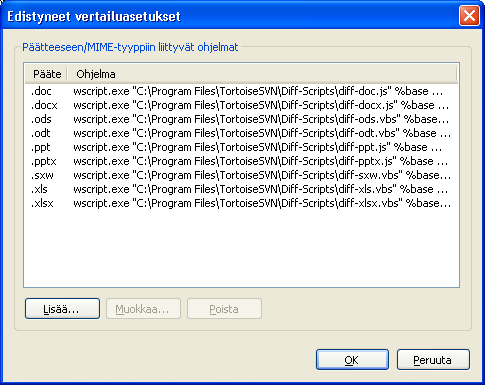 Edistyneet vertailuasetukset
Päätteeseen/MIME-tyyppiin liittyvät ohjelmat
Pääte Ohjelma
.doc wscript.exe "C:\Program Files\TortoiseSVN\Diff-Scripts\diff-doc.js" %base ...
.docx wscript.exe "C:\Program Files\TortoiseSVN\Diff-Scripts\diff-docx.js" %base ...
.ods wscript.exe "C:\Program Files\TortoiseSVN\Diff-Scripts\diff-ods.vbs" %base...
.odt wscript.exe "C:\Program Files\TortoiseSVN\Diff-Scripts\diff-odt.vbs" %base ...
.ppt wscript.exe "C:\Program Files\TortoiseSVN\Diff-Scripts\diff-ppt.js" %base ...
.pptx wscript.exe "C:\Program Files\TortoiseSVN\Diff-Scripts\diff-pptx.js" %base ...
.sxw wscript.exe "C:\Program Files\TortoiseSVN\Diff-Scripts\diff-sxw.vbs" %bas...
.xls wscript.exe "C:\Program Files\TortoiseSVN\Diff-Scripts\diff-xls.vbs" %base ...
.xlsx wscript.exe "C:\Program Files\TortoiseSVN\Diff-Scripts\diff-xlsx.vbs" %base...
Lisää... Muokkaa... Poista
OK Peruuta